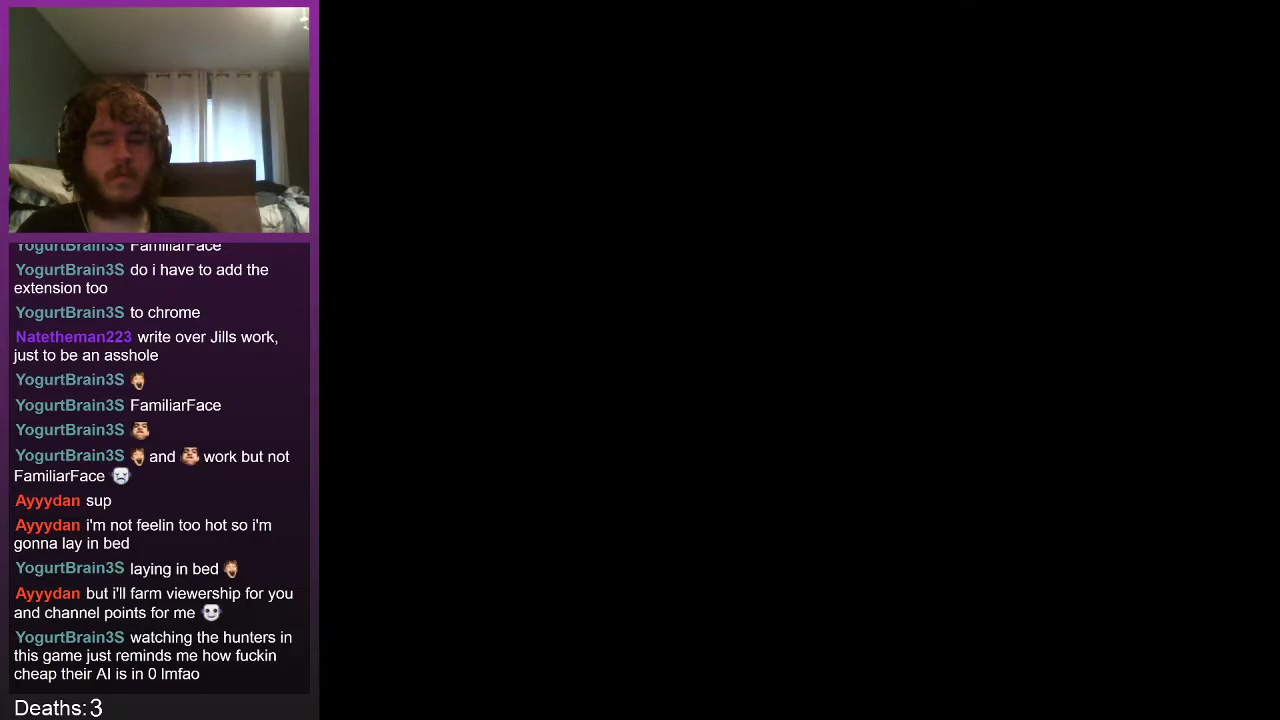 YogurtBrain3S FamiliarFace
YogurtBrain3S do i have to add the
extension too
YogurtBrain3S to chrome
Natetheman223 write over Jills work,
just to be an asshole
YogurtBrain3S
YogurtBrain3S FamiliarFace
YogurtBrain3S
YogurtBrain3S and work but not
FamiliarFace
Ayyydan sup
Ayyydan i'm not feelin too hot so i'm
gonna lay in bed
YogurtBrain3S laying in bed
Ayyydan but i'll farm viewership for you
and channel points for me
YogurtBrain3S watching the hunters in
this game just reminds me how fuckin
cheap their AI is in 0 lmfao
Deaths:3